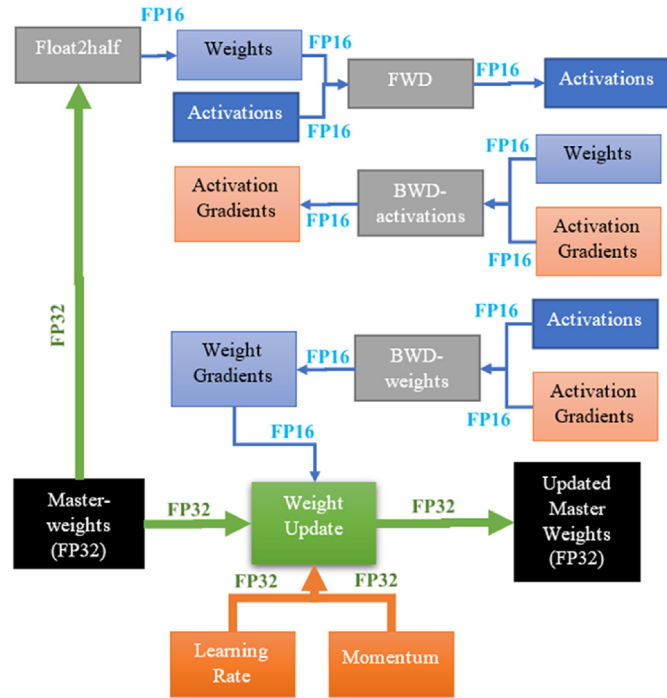 FP16
Float2half
Weights
FP16
FWD
FP16
Activations
Activations
FP16
FP16
Weights
Activation
Gradients
FP16
BWD-
activations
Activation
Gradients
FP16
FP32
Weight
Gradients
FP16
BWD-
weights
FP16
Activations
Activation
Gradients
FP16
FP16
Master-
weights
(FP32)
FP32
Weight
Update
FP32
Updated
Master
Weights
(FP32)
FP32
FP32
Learning
Rate
Momentum